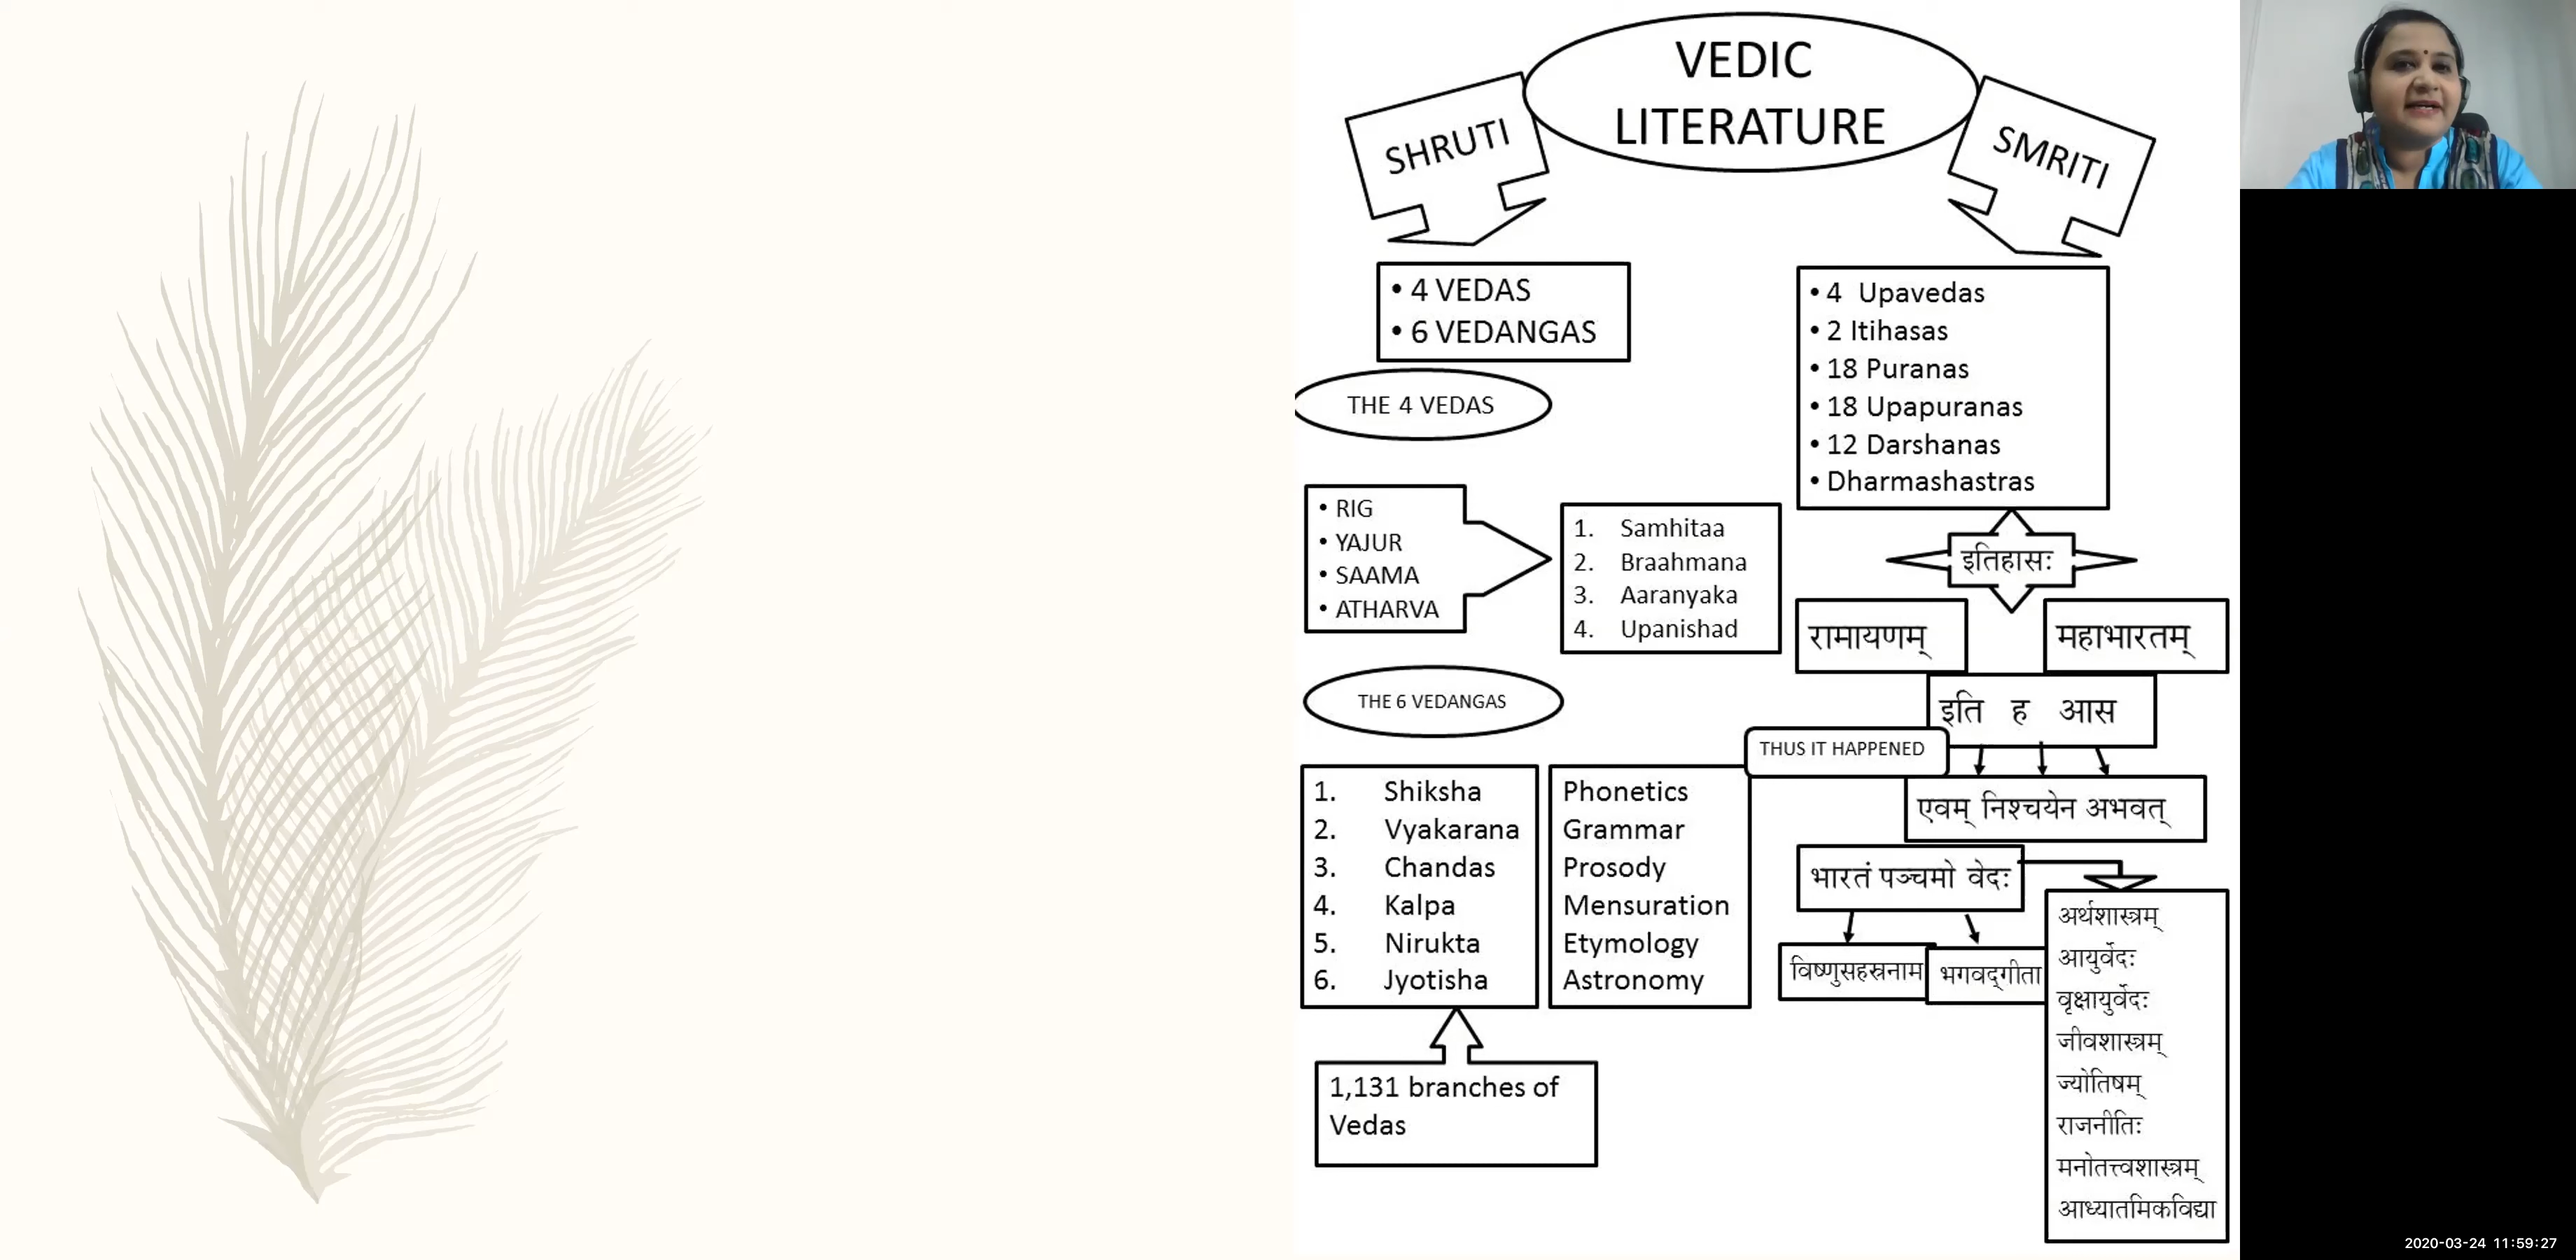 VEDIC
LITERATURE
SHRUTI
SMRITI
• 4 VEDAS
• 6 VEDANGAS
THE 4 VEDAS
• RIG
• YAJUR
• SAAMA
• ATHARVA
1. Samhitaa
2. Braahmana
3. Aaranyaka
4. Upanishad
THE 6 VEDANGAS
1. Shiksha
2. Vyakarana
3. Chandas
4. Kalpa
5. Nirukta
6. Jyotisha
Phonetics
Grammar
Prosody
Mensuration
Etymology
Astronomy
1,131 branches of
Vedas
• 4 Upavedas
• 2 Itihasas
• 18 Puranas
• 18 Upapuranas
• 12 Darshanas
• Dharmashastras
इतिहासः
रामायणम्
महाभारतम्
इति ह आस
THUS IT HAPPENED
एवम् निश्चयेन अभवत्
भारतं पञ्चमो वेदः
विष्णुसहस्रनाम
भगवद्‌गीता
अर्थशास्त्रम्
आयुर्वेदः
वृक्षायुर्वेदः
जीवशास्त्रम्
ज्योतिषम्
राजनीतिः
मनोतत्त्वशास्त्रम्
आध्यातमिकविद्या
2020-03-24 11:59:27